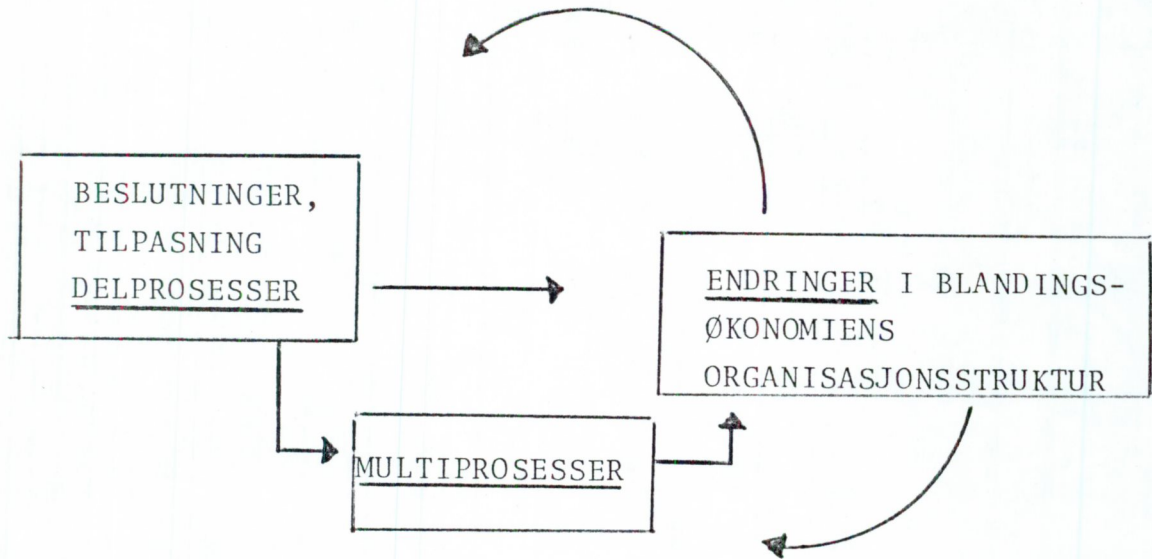 BESLUTNINGER,
TILPASNING
DELPROSESSER
ENDRINGER I BLANDINGS-
ØKONOMIENS
ORGANISASJONSSTRUKTUR
MULTIPROSESSER